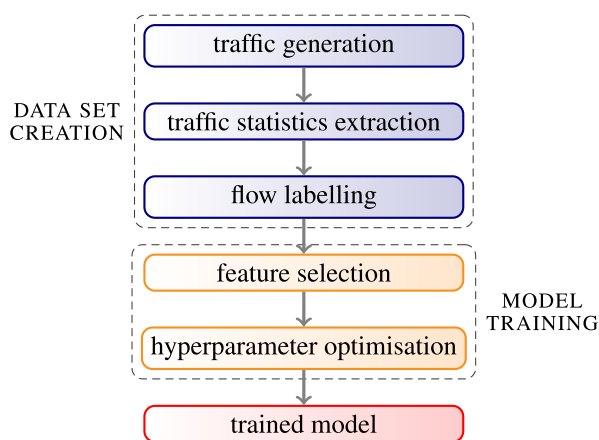 traffic generation
DATA SET
CREATION
traffic statistics extraction
flow labelling
feature selection
MODEL
TRAINING
hyperparameter optimisation
trained model